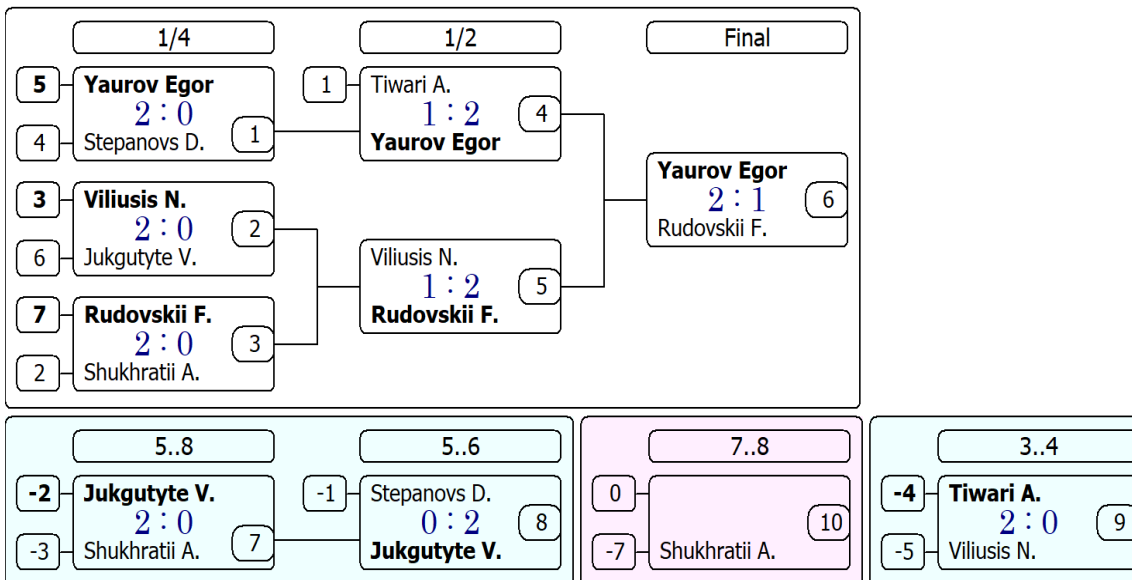 1/4 1/2 Final
5 Yaurov Egor 1 Tiwari A.
2 : 0 1 1 : 2 4
4 Stepanovs D. Yaurov Egor
Yaurov Egor
2 : 1 6
Rudovskii F.
3 Viliusis N.
2 : 0 2
6 Jukgutyte V.
Viliusis N.
1 : 2 5
Rudovskii F.
7 Rudovskii F.
2 : 0 3
2 Shukhratii A.
5..8 5..6 7..8 3..4
-2 Jukgutyte V. -1 Stepanovs D. 0 -4 Tiwari A.
2 : 0 7 0 : 2 8 10 2 : 0 9
-3 Shukhratii A. Jukgutyte V. -7 Shukhratii A. -5 Viliusis N.